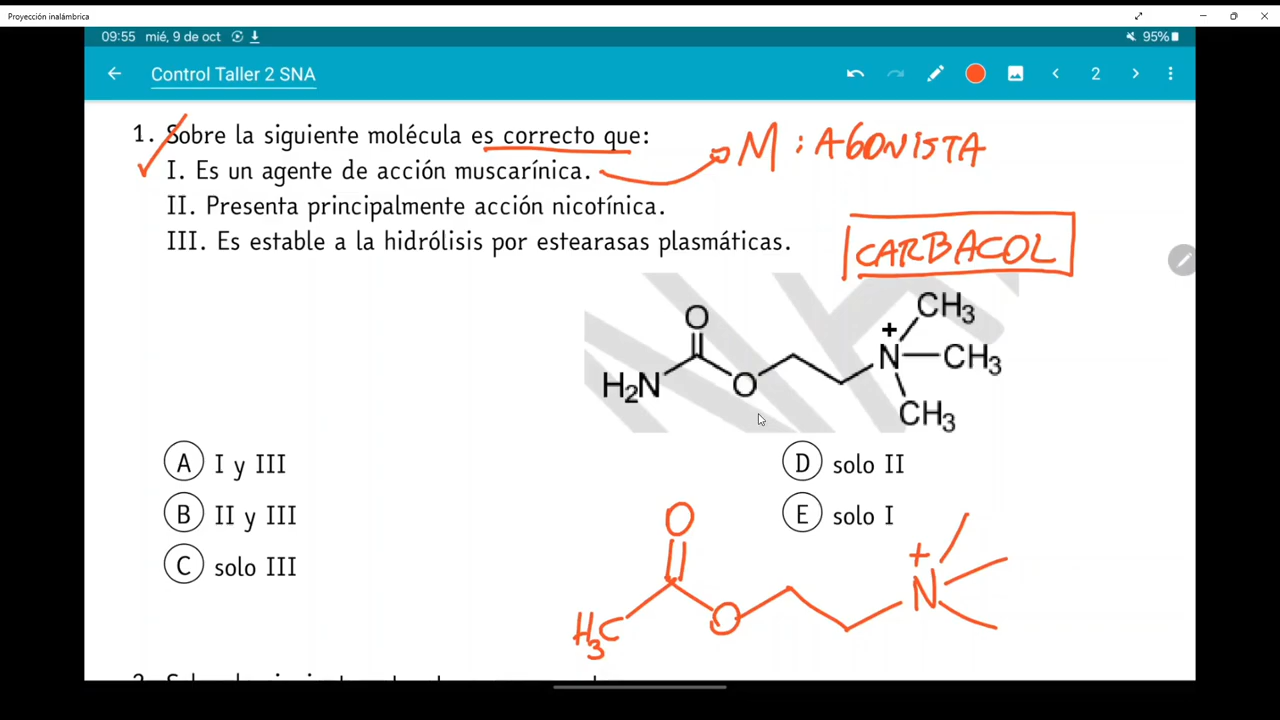 Proyección inalámbrica
09:55 mié, 9 de oct 95%
Control Taller 2 SNA
2
1. Sobre la siguiente molécula es correcto que:
M : AGONISTA
I. Es un agente de acción muscarínica.
II. Presenta principalmente acción nicotínica.
III. Es estable a la hidrólisis por estearasas plasmáticas.
CARBACOL
O
CH3
+
H2N
O
N
CH3
CH3
A I y III
D solo II
B II y III
E solo I
C solo III
O
+
N
H3C
O